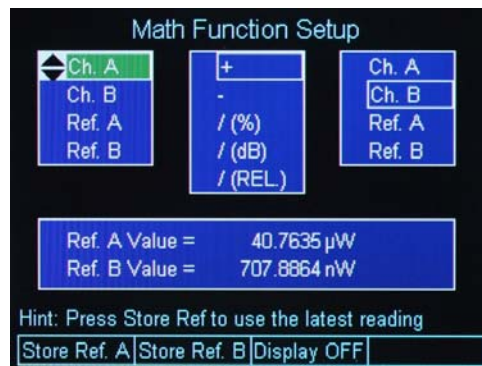 Math Function Setup
Ch. A + Ch. A
Ch. B - Ch. B
Ref. A / (%) Ref. A
Ref. B / (dB) Ref. B
/ (REL.)
Ref. A Value = 40.7635 µW
Ref. B Value = 707.8864 nW
Hint: Press Store Ref to use the latest reading
Store Ref. A Store Ref. B Display OFF